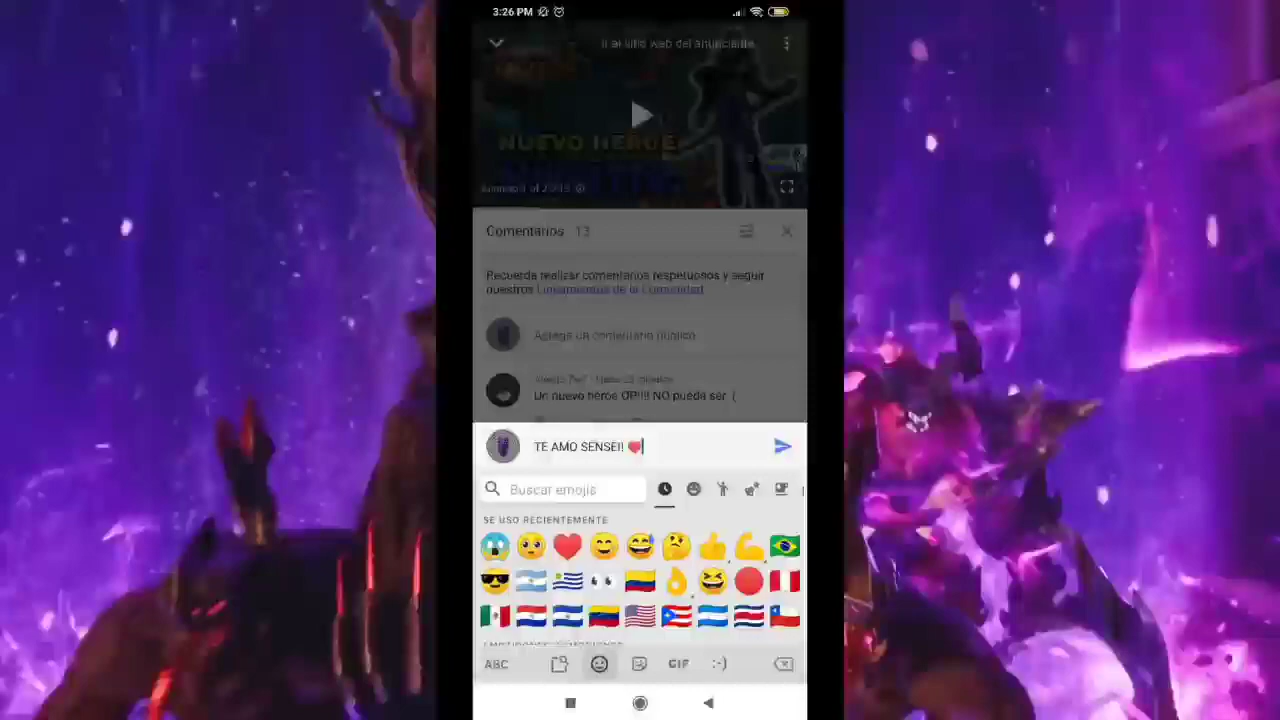 3:26 PM
Ir al sitio web del anunciante
NUEVO HEROE
Comentarios 13
Recuerda realizar comentarios respetuosos y seguir
nuestros Lineamientos de la Comunidad
Agrega un comentario público
Un nuevo héroe OP!!!! NO puede ser :(
TE AMO SENSEI! ❤️
Buscar emojis
SE USÓ RECIENTEMENTE
ABC
GIF
:-)